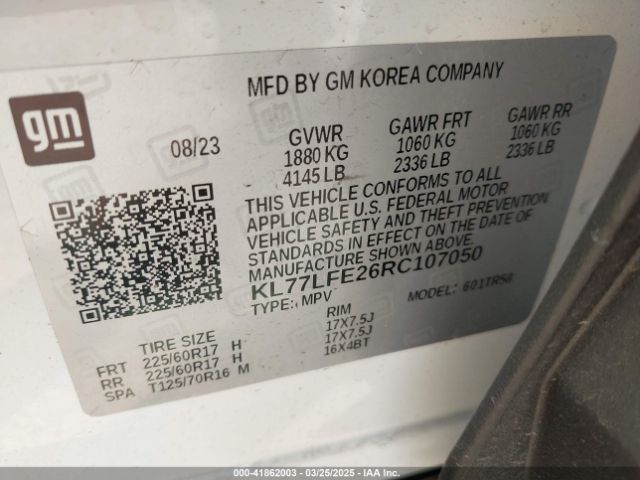 gm
MFD BY GM KOREA COMPANY
08/23
GVWR GAWR FRT GAWR RR
1880 KG 1060 KG 1060 KG
4145 LB 2336 LB 2336 LB
THIS VEHICLE CONFORMS TO ALL
APPLICABLE U.S. FEDERAL MOTOR
VEHICLE SAFETY AND THEFT PREVENTION
STANDARDS IN EFFECT ON THE DATE OF
MANUFACTURE SHOWN ABOVE.
KL77LFE26RC107050
TYPE: MPV MODEL: 601TR58
TIRE SIZE RIM
FRT 225/60R17 H 17X7.5J
RR 225/60R17 H 17X7.5J
SPA T125/70R16 M 16X4BT
000-41862003 - 03/25/2025 - IAA Inc.